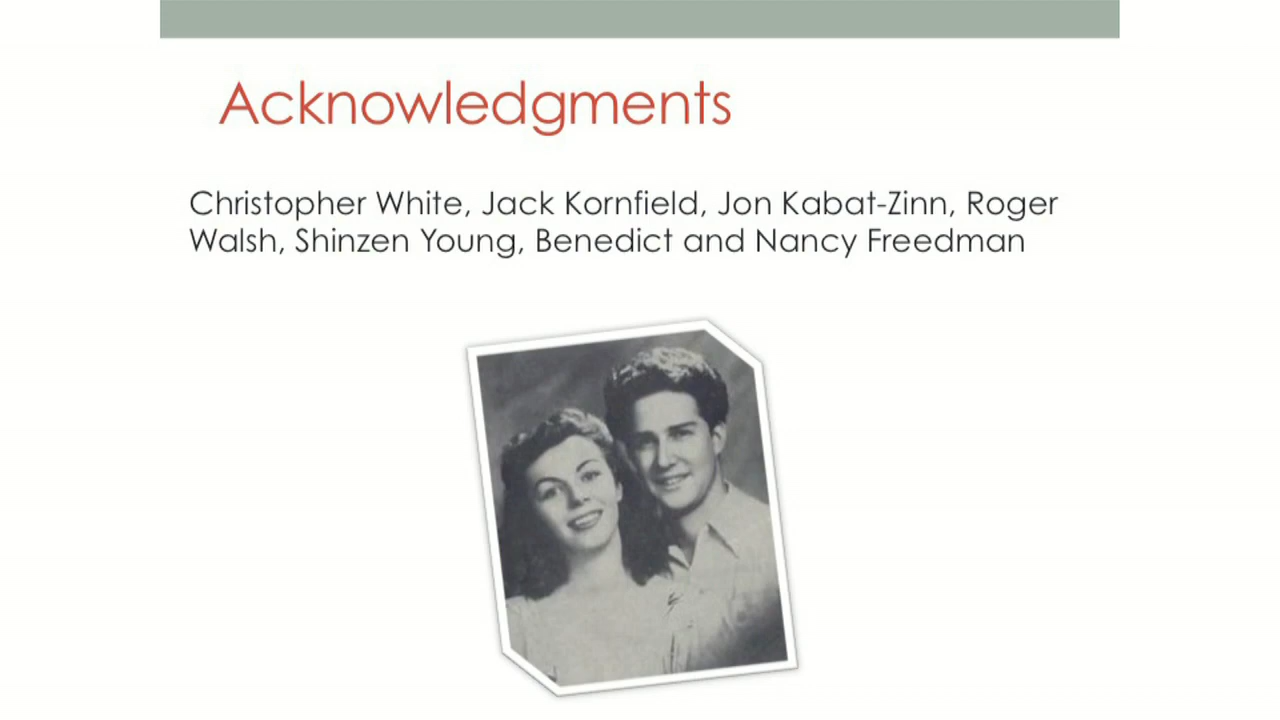 Acknowledgments
Christopher White, Jack Kornfield, Jon Kabat-Zinn, Roger
Walsh, Shinzen Young, Benedict and Nancy Freedman